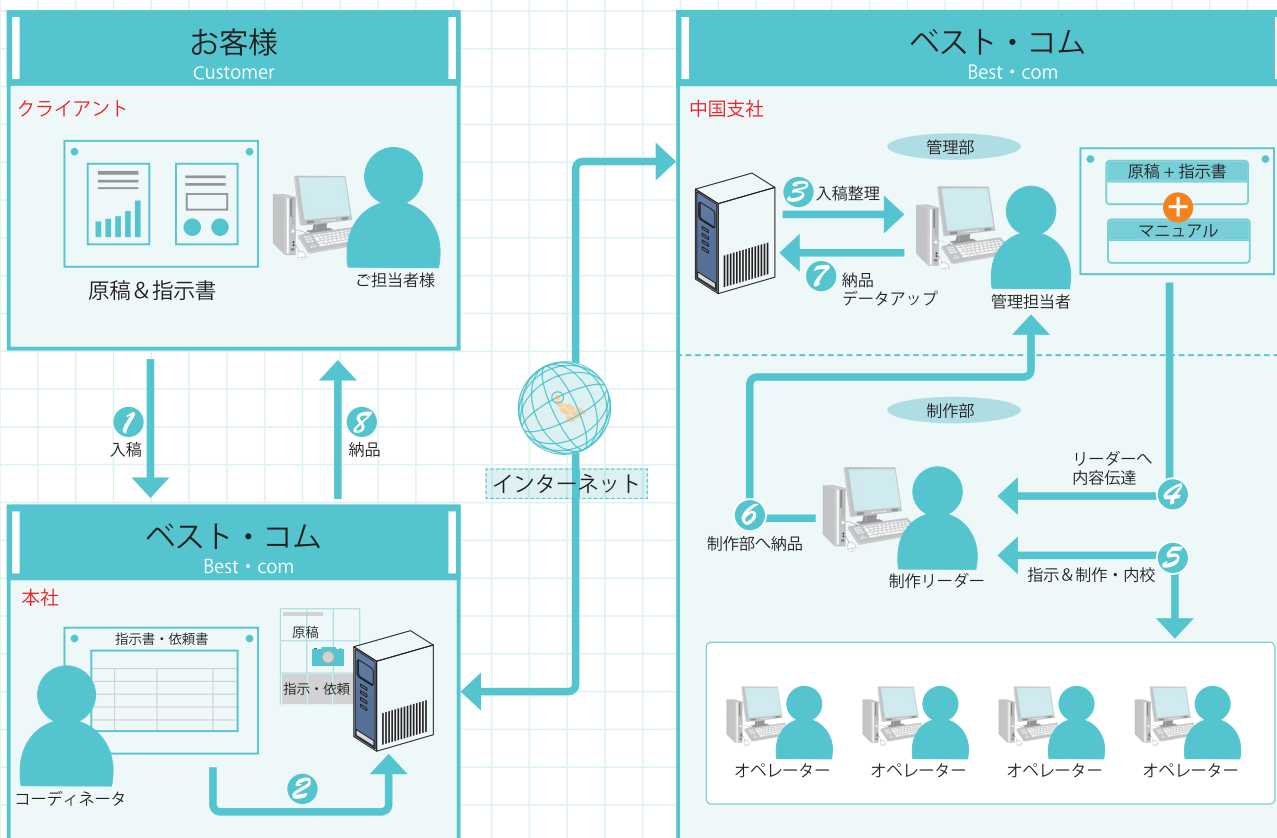 お客様
Customer
クライアント
原稿＆指示書
ご担当者様
1
入稿
8
納品
ベスト・コム
Best・com
本社
指示書・依頼書
原稿
指示・依頼
コーディネータ
2
インターネット
ベスト・コム
Best・com
中国支社
管理部
3 入稿整理
7 納品
データアップ
管理担当者
原稿 + 指示書
+
マニュアル
制作部
リーダーへ
内容伝達
4
6
制作部へ納品
制作リーダー
5
指示＆制作・内校
オペレーター
オペレーター
オペレーター
オペレーター